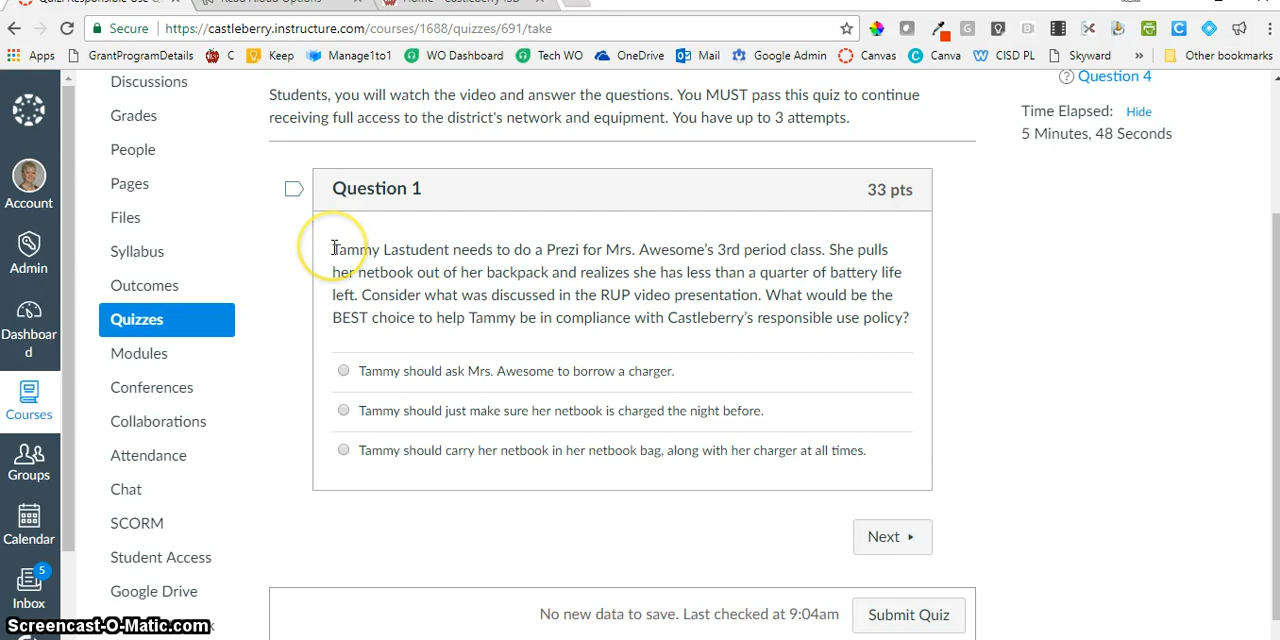 Secure https://castleberry.instructure.com/courses/1688/quizzes/691/take
Apps GrantProgramDetails C Keep Manage1to1 WO Dashboard Tech WO OneDrive Mail Google Admin Canvas Canva CISD PL Skyward » Other bookmarks
Account
Admin
Dashboar
d
Courses
Groups
Calendar
5
Inbox
Discussions
Grades
People
Pages
Files
Syllabus
Outcomes
Quizzes
Modules
Conferences
Collaborations
Attendance
Chat
SCORM
Student Access
Google Drive
Students, you will watch the video and answer the questions. You MUST pass this quiz to continue
receiving full access to the district's network and equipment. You have up to 3 attempts.
Question 1 33 pts
Tammy Lastudent needs to do a Prezi for Mrs. Awesome's 3rd period class. She pulls
her netbook out of her backpack and realizes she has less than a quarter of battery life
left. Consider what was discussed in the RUP video presentation. What would be the
BEST choice to help Tammy be in compliance with Castleberry's responsible use policy?
Tammy should ask Mrs. Awesome to borrow a charger.
Tammy should just make sure her netbook is charged the night before.
Tammy should carry her netbook in her netbook bag, along with her charger at all times.
Next
No new data to save. Last checked at 9:04am Submit Quiz
Question 4
Time Elapsed: Hide
5 Minutes, 48 Seconds
Screencast-O-Matic.com